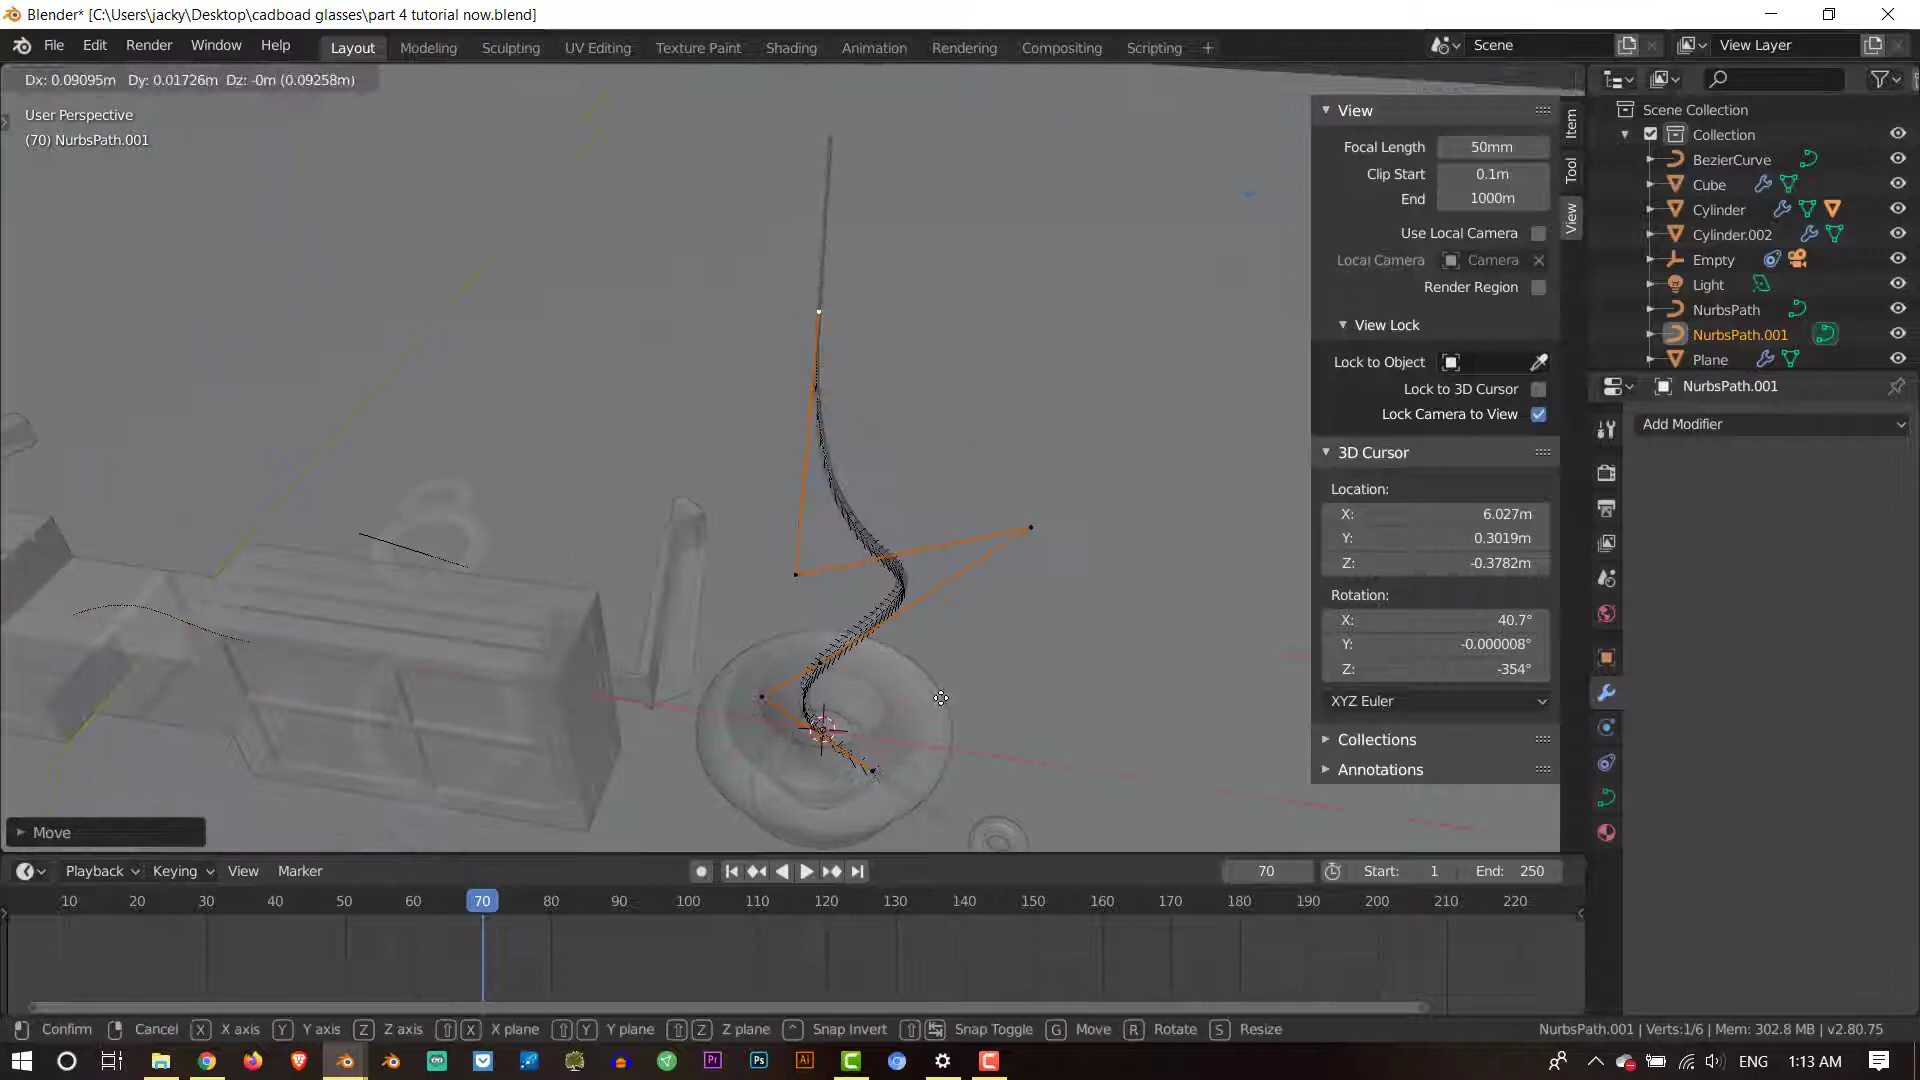 Blender* [C:\Users\jacky\Desktop\cadboad glasses\part 4 tutorial now.blend]
File Edit Render Window Help Layout Modeling Sculpting UV Editing Texture Paint Shading Animation Rendering Compositing Scripting + Scene View Layer
Dx: 0.09095m Dy: 0.01726m Dz: -0m (0.09258m)
User Perspective
(70) NurbsPath.001
View
Focal Length 50mm
Clip Start 0.1m
End 1000m
Use Local Camera
Local Camera Camera
Render Region
View Lock
Lock to Object
Lock to 3D Cursor
Lock Camera to View
3D Cursor
Location:
X: 6.027m
Y: 0.3019m
Z: -0.3782m
Rotation:
X: 40.7°
Y: -0.000008°
Z: -354°
XYZ Euler
Collections
Annotations
Item
Tool
View
Scene Collection
Collection
BezierCurve
Cube
Cylinder
Cylinder.002
Empty
Light
NurbsPath
NurbsPath.001
Plane
NurbsPath.001
Add Modifier
Move
Playback Keying View Marker 70 Start: 1 End: 250
10 20 30 40 50 60 70 80 90 100 110 120 130 140 150 160 170 180 190 200 210 220
Confirm Cancel X X axis Y Y axis Z Z axis X X plane Y Y plane Z Z plane ^ Snap Invert Snap Toggle G Move R Rotate S Resize NurbsPath.001 | Verts:1/6 | Mem: 302.8 MB | v2.80.75
Pr Ps Ai ENG 1:13 AM